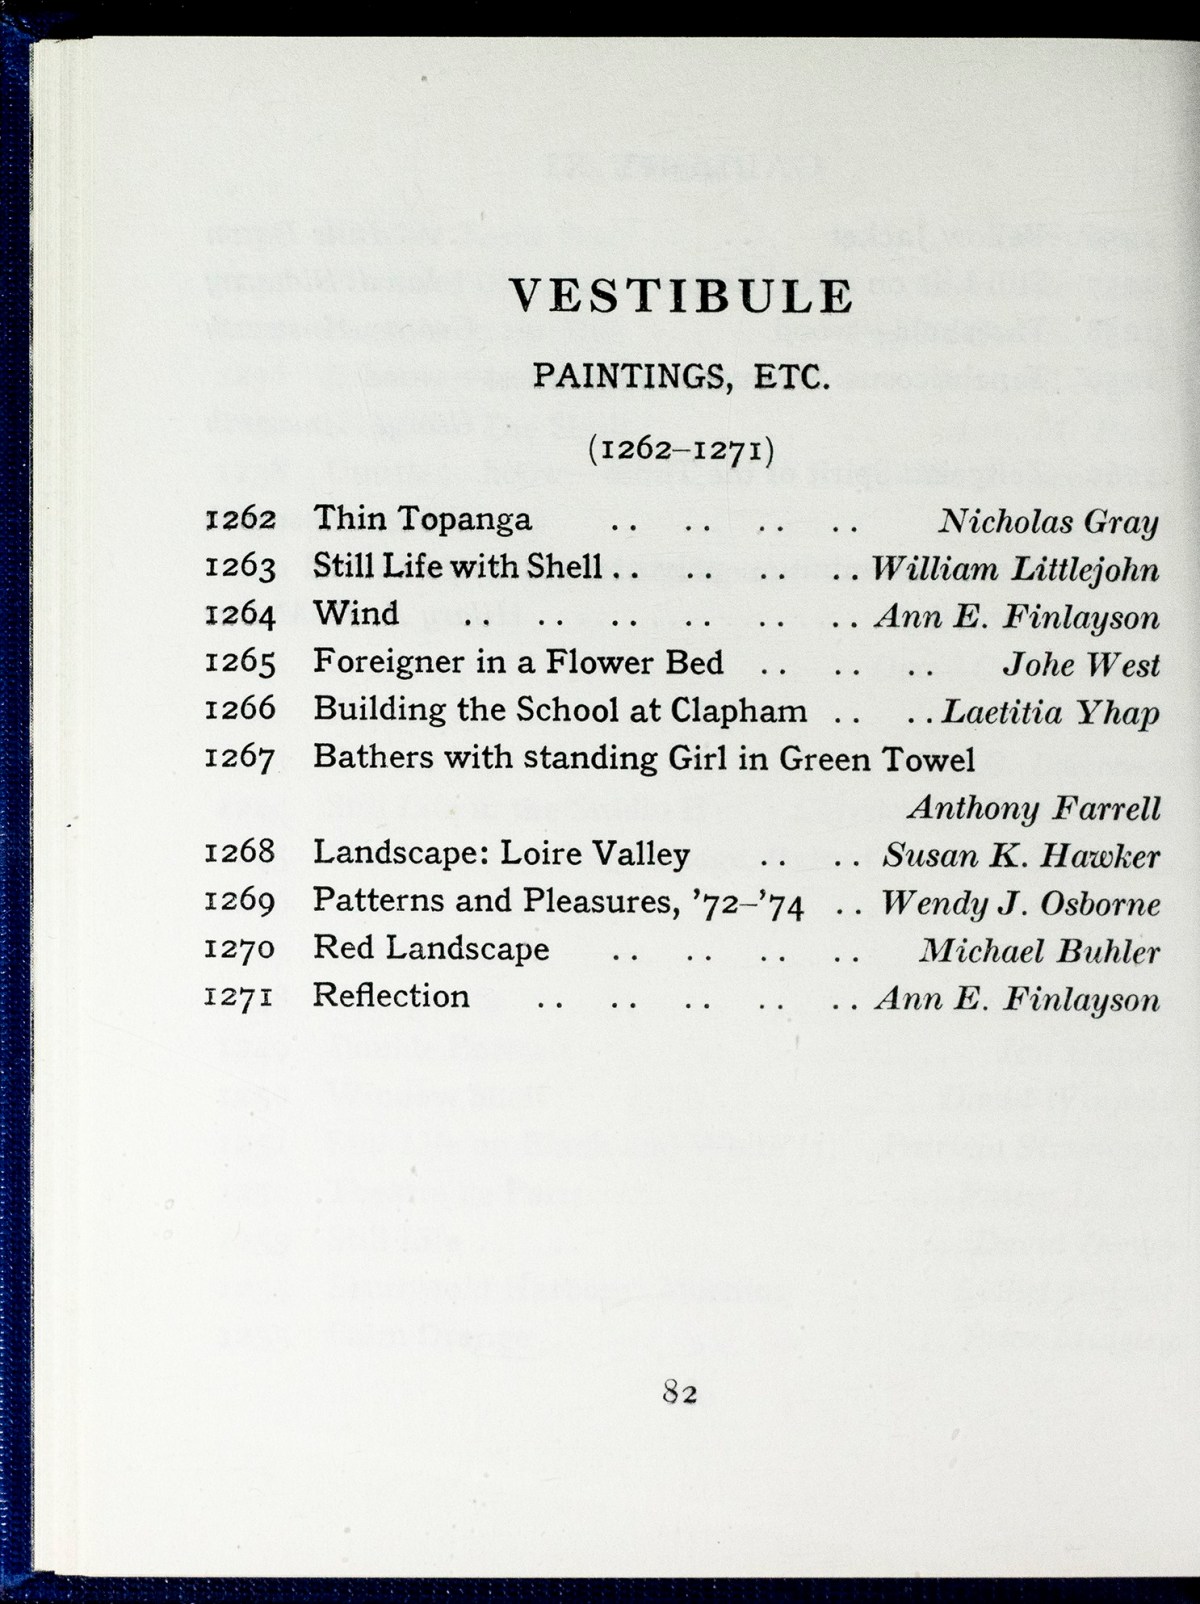 VESTIBULE
PAINTINGS, ETC.
(1262–1271)
1262 Thin Topanga .. .. .. .. Nicholas Gray
1263 Still Life with Shell .. .. .. .. William Littlejohn
1264 Wind .. .. .. .. .. .. Ann E. Finlayson
1265 Foreigner in a Flower Bed .. .. .. Johe West
1266 Building the School at Clapham .. .. Laetitia Yhap
1267 Bathers with standing Girl in Green Towel
Anthony Farrell
1268 Landscape: Loire Valley .. .. Susan K. Hawker
1269 Patterns and Pleasures, ’72–’74 .. Wendy J. Osborne
1270 Red Landscape .. .. .. .. Michael Buhler
1271 Reflection .. .. .. .. .. Ann E. Finlayson
82